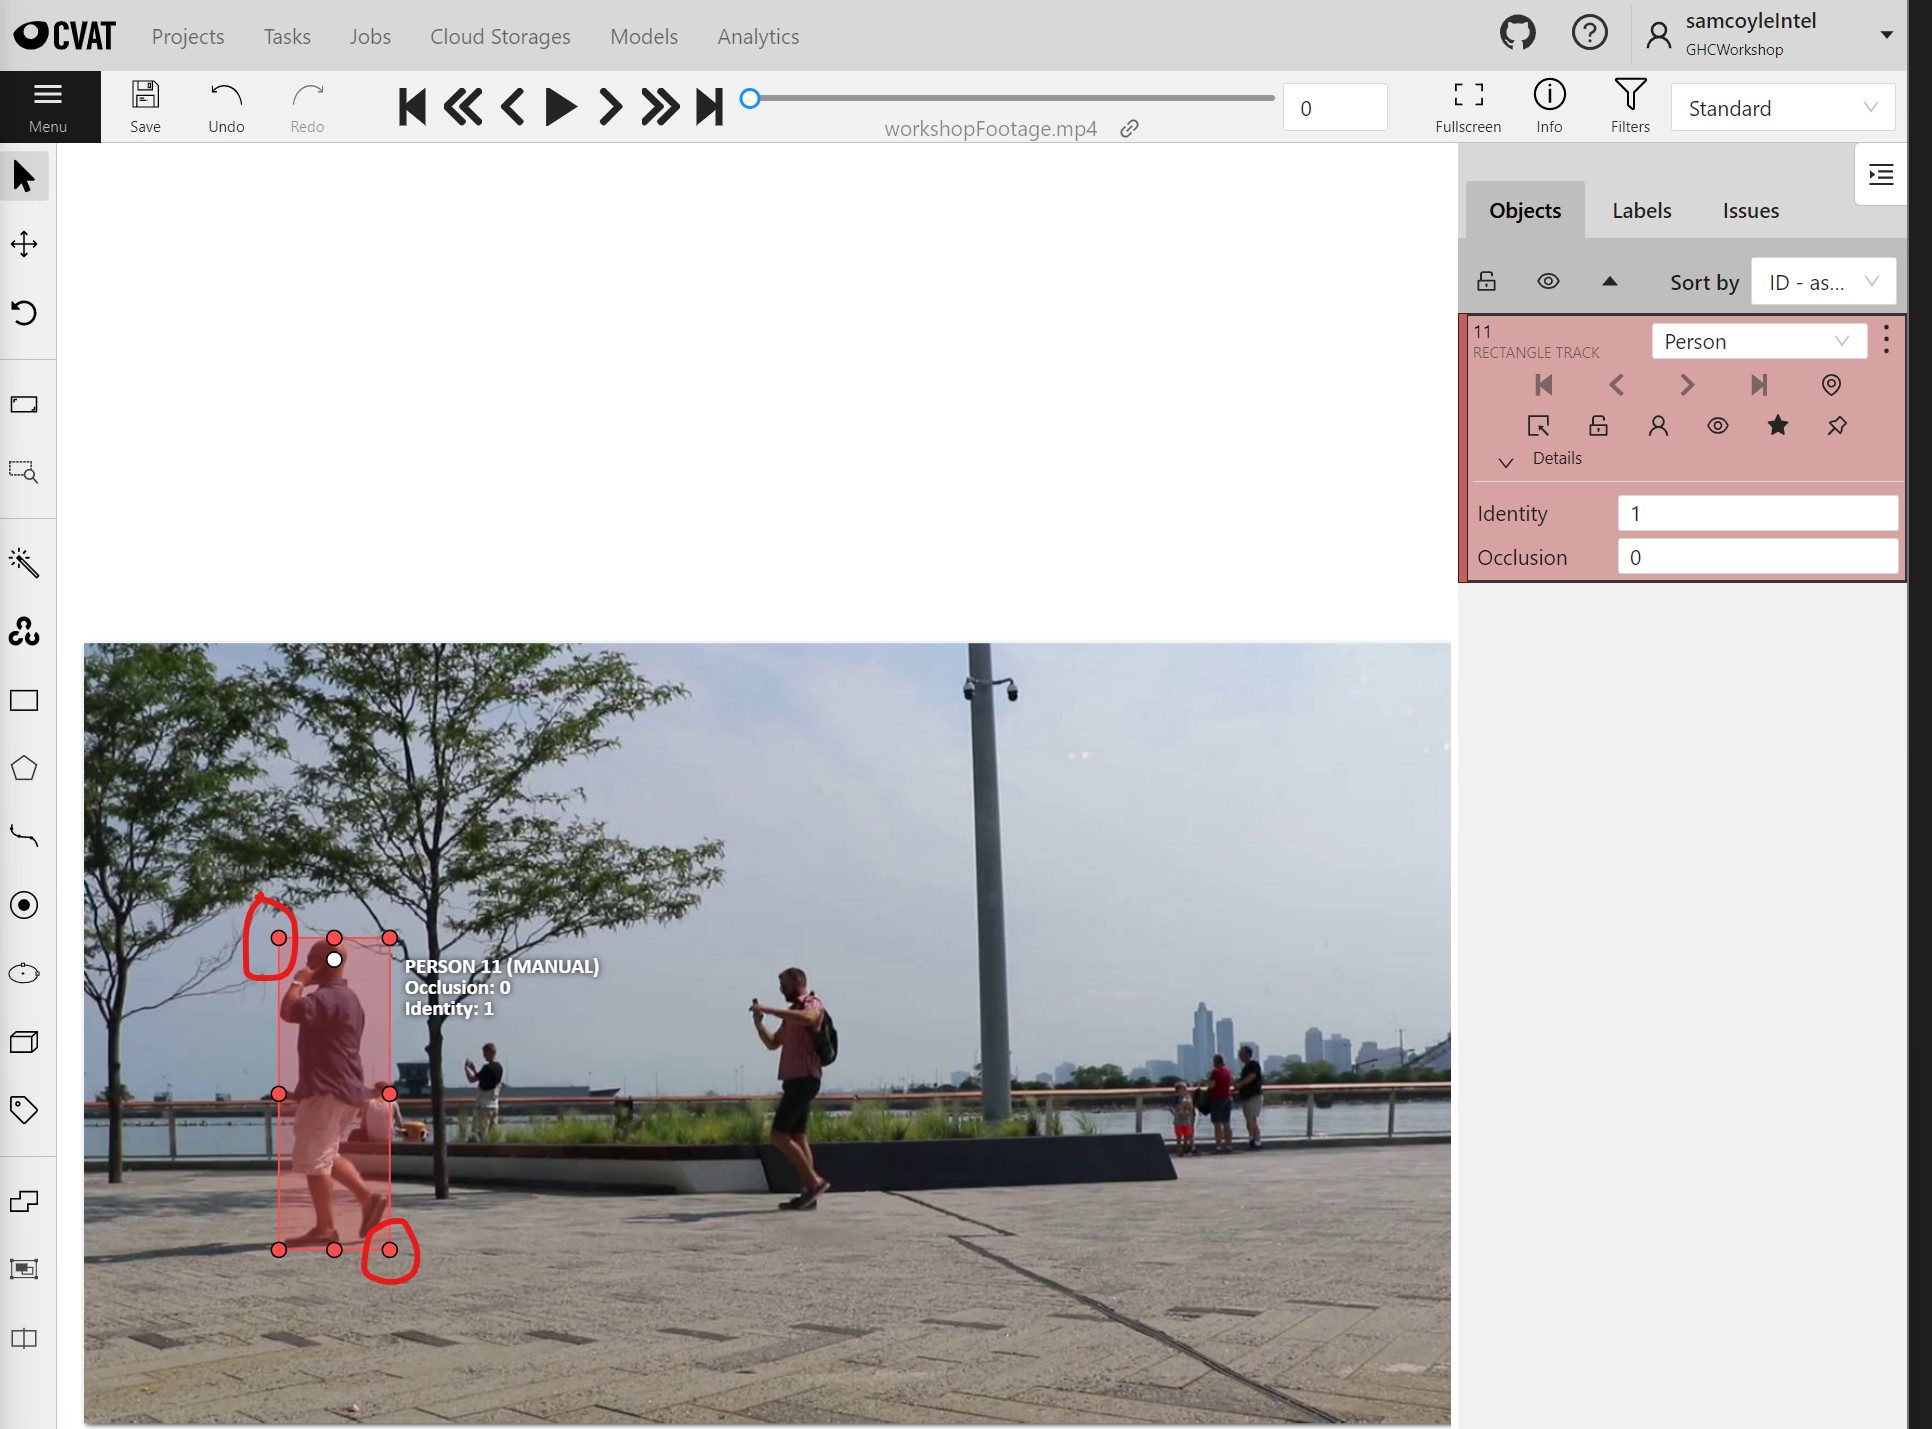 CVAT
Projects
Tasks
Jobs
Cloud Storages
Models
Analytics
samcoyleIntel
GHCWorkshop
Menu
Save
Undo
Redo
workshopFootage.mp4
0
Fullscreen
Info
Filters
Standard
Objects
Labels
Issues
Sort by
ID - as...
11
RECTANGLE TRACK
Person
Details
Identity
1
Occlusion
0
PERSON 11 (MANUAL)
Occlusion: 0
Identity: 1